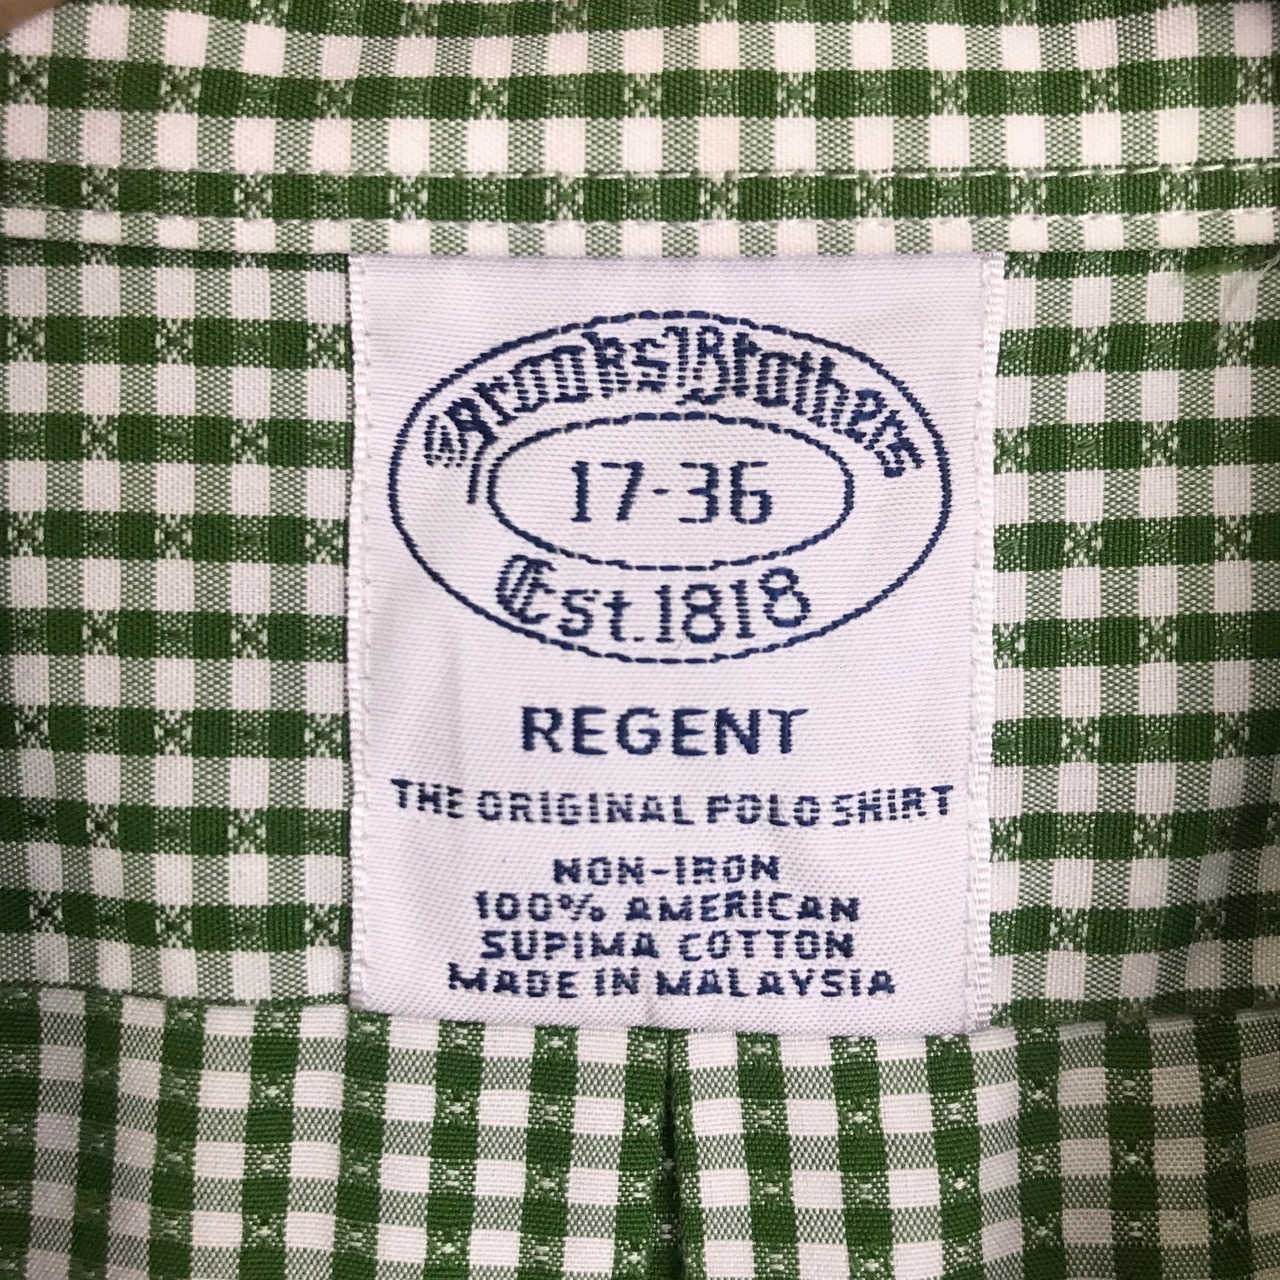 Brooks Brothers
17-36
Est.1818
REGENT
THE ORIGINAL POLO SHIRT
NON-IRON
100% AMERICAN
SUPIMA COTTON
MADE IN MALAYSIA